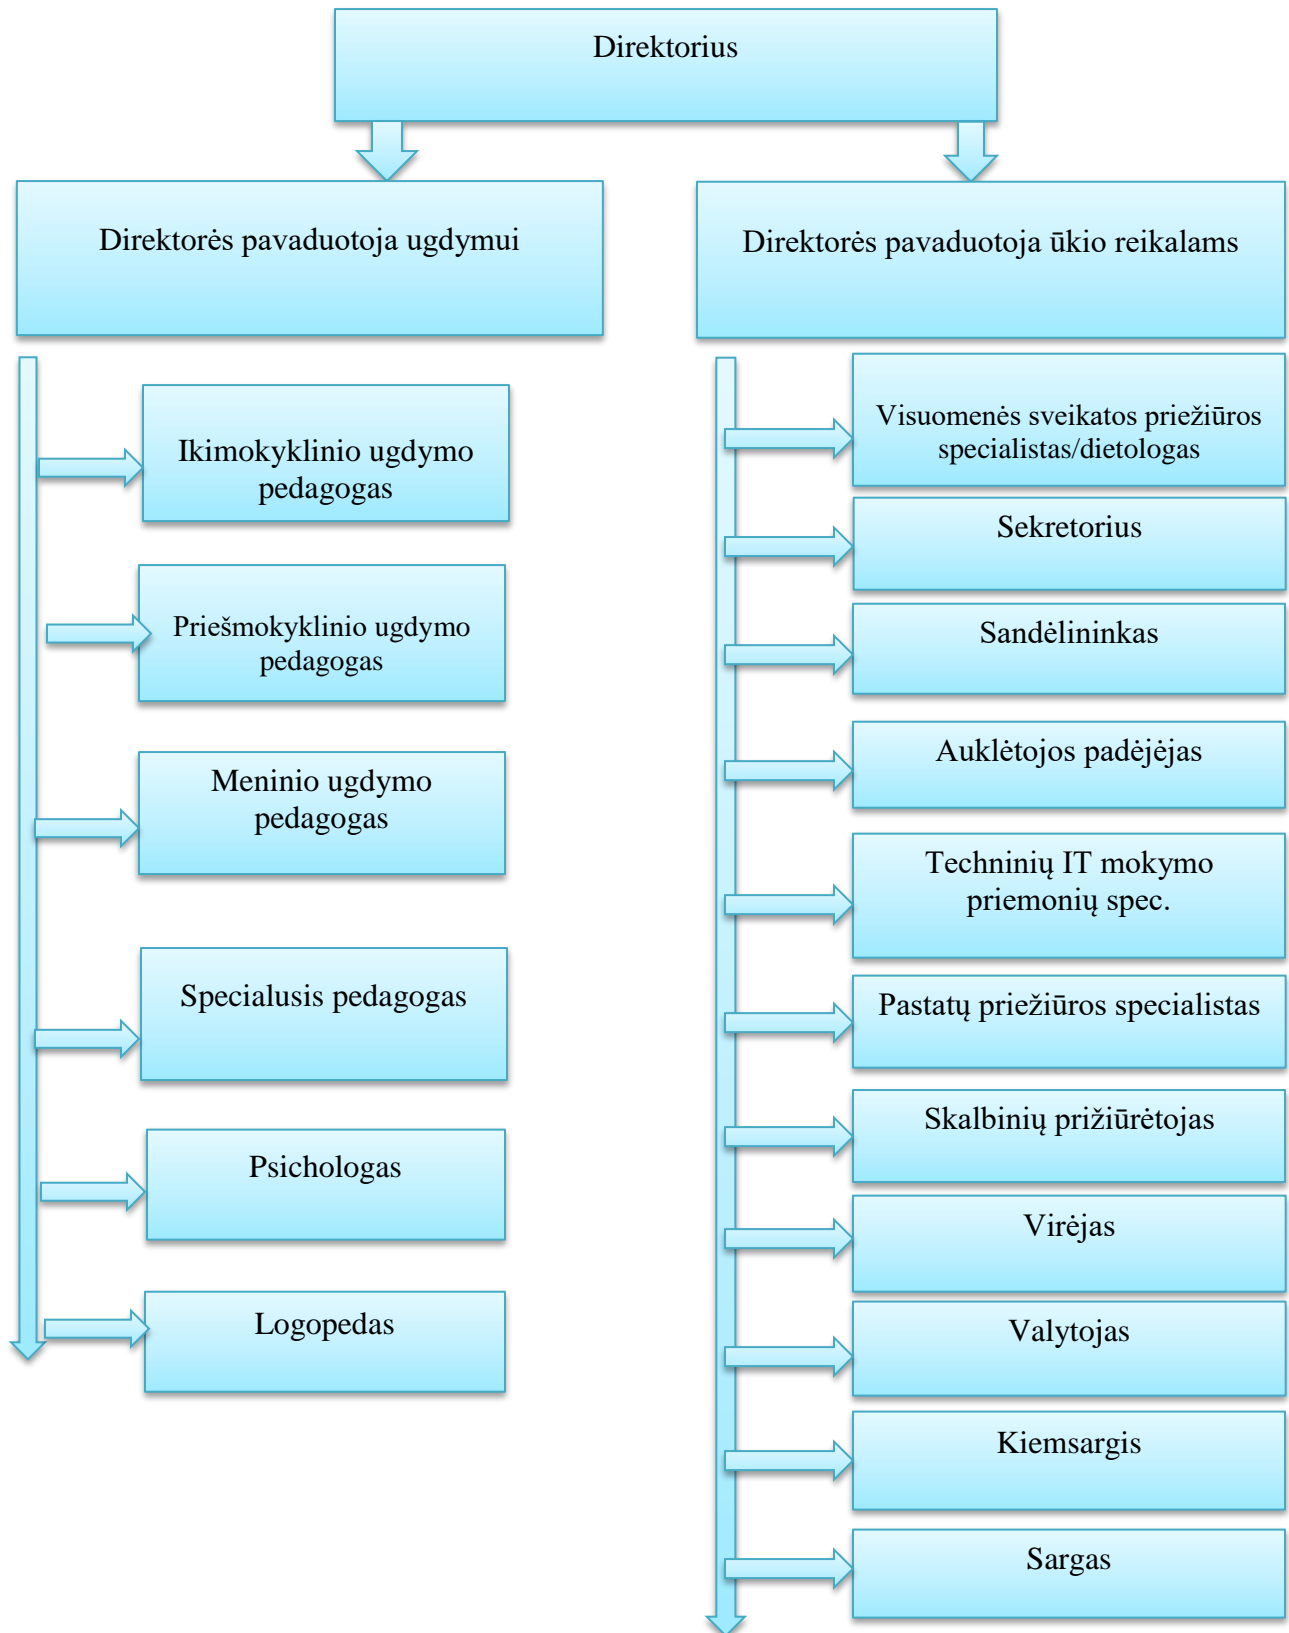 Direktorius
Direktorės pavaduotoja ugdymui
Direktorės pavaduotoja ūkio reikalams
Ikimokyklinio ugdymo
pedagogas
Priešmokyklinio ugdymo
pedagogas
Meninio ugdymo
pedagogas
Specialusis pedagogas
Psichologas
Logopedas
Visuomenės sveikatos priežiūros
specialistas/dietologas
Sekretorius
Sandėlininkas
Auklėtojos padėjėjas
Techninių IT mokymo
priemonių spec.
Pastatų priežiūros specialistas
Skalbinių prižiūrėtojas
Virėjas
Valytojas
Kiemsargis
Sargas